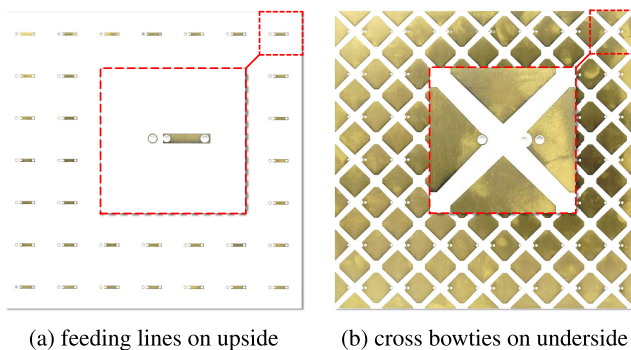 (a) feeding lines on upside
(b) cross bowties on underside